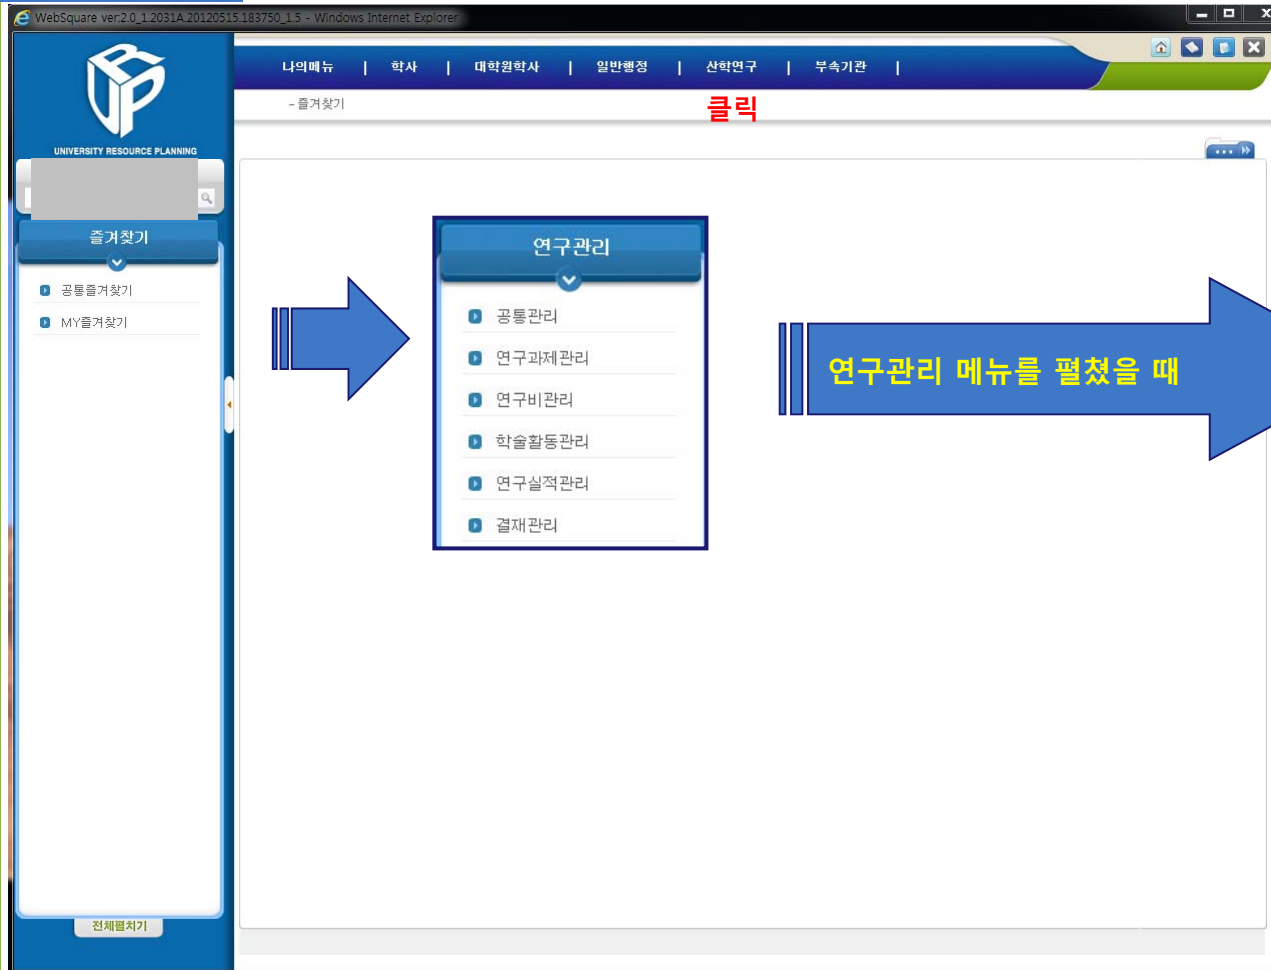 WebSquare ver.2.0_1.2031A.20120515.183750_1.5 - Windows Internet Explorer
UNIVERSITY RESOURCE PLANNING
나의메뉴 | 학사 | 대학원학사 | 일반행정 | 산학연구 | 부속기관 |
- 즐겨찾기
클릭
즐겨찾기
공통즐겨찾기
MY즐겨찾기
전체펼치기
연구관리
공통관리
연구과제관리
연구비관리
학술활동관리
연구실적관리
결재관리
연구관리 메뉴를 펼쳤을 때